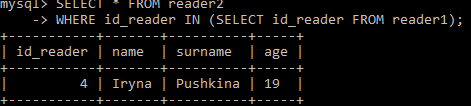 mysql> SELECT * FROM reader2
    -> WHERE id_reader IN (SELECT id_reader FROM reader1);
+-----------+-------+----------+-----+
| id_reader | name  | surname  | age |
+-----------+-------+----------+-----+
|         4 | Iryna | Pushkina | 19  |
+-----------+-------+----------+-----+